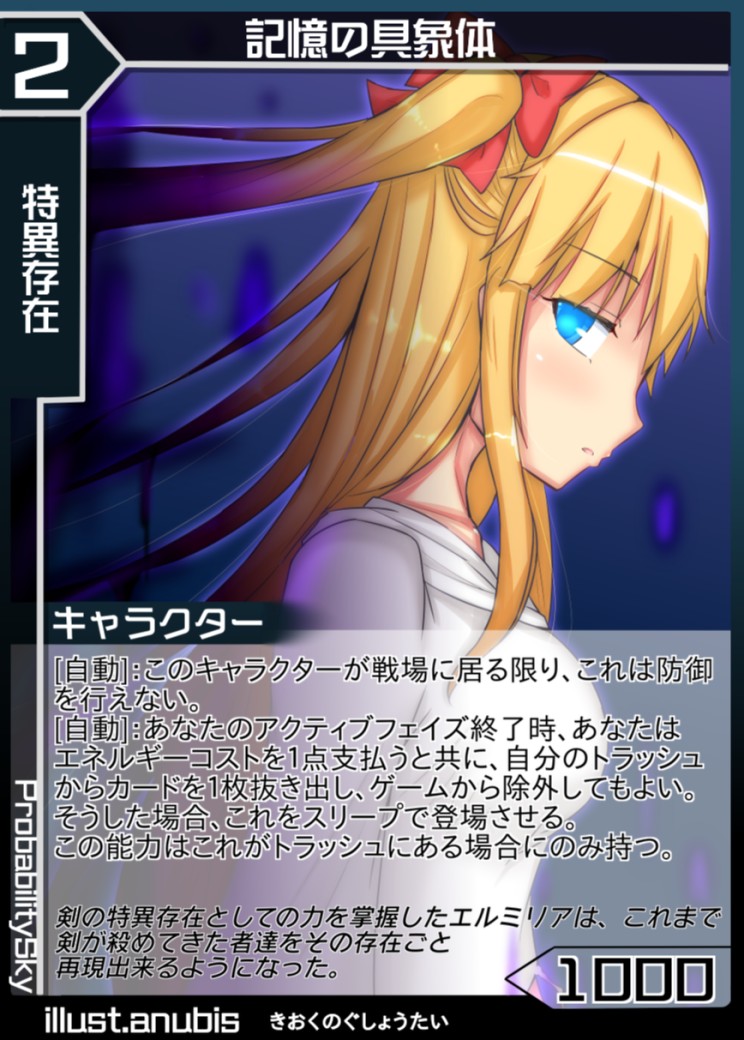 2
記憶の具象体
特異存在
キャラクター
[自動]:このキャラクターが戦場に居る限り、これは防御
を行えない。
[自動]:あなたのアクティブフェイズ終了時、あなたは
エネルギーコストを1点支払うと共に、自分のトラッシュ
からカードを1枚抜き出し、ゲームから除外してもよい。
そうした場合、これをスリープで登場させる。
この能力はこれがトラッシュにある場合にのみ持つ。
剣の特異存在としての力を掌握したエルミリアは、これまで
剣が殺めてきた者達をその存在ごと
再現出来るようになった。
ProbabilitySky
1000
illust.anubis
きおくのぐしょうたい